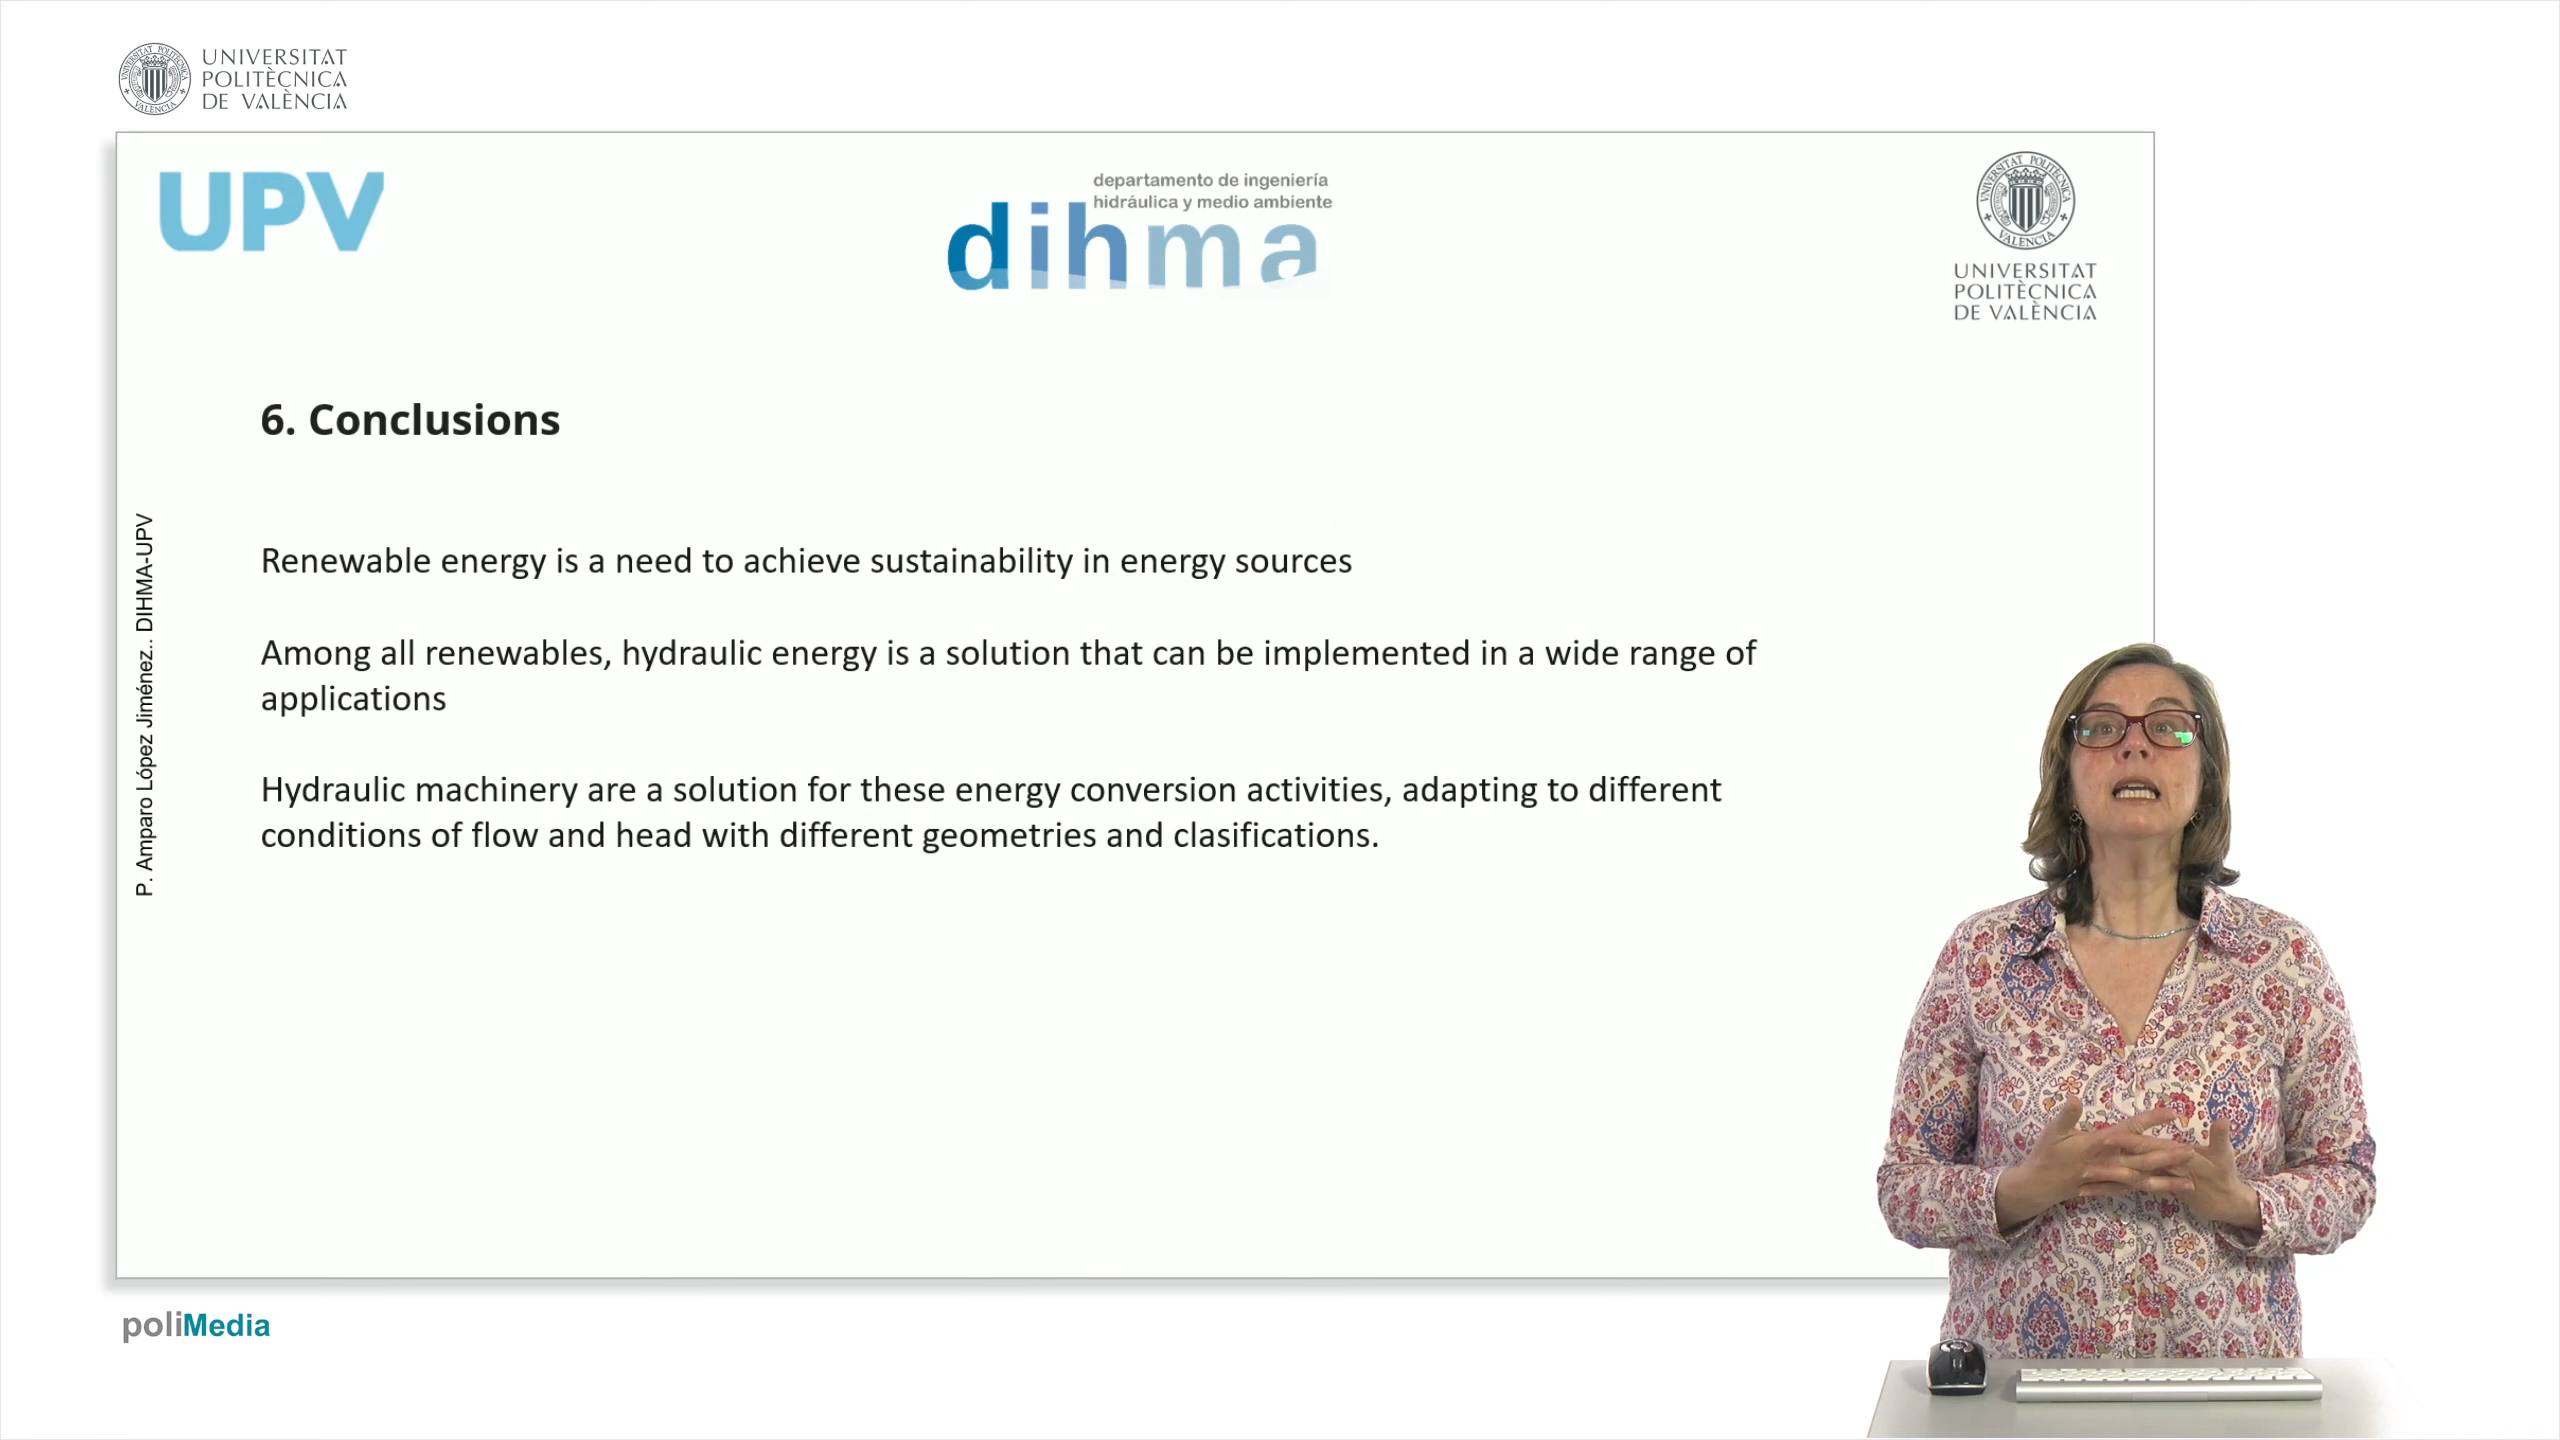 UNIVERSITAT
POLITÈCNICA
DE VALÈNCIA
UPV
departamento de ingeniería
hidráulica y medio ambiente
dihma
UNIVERSITAT
POLITÈCNICA
DE VALÈNCIA
6. Conclusions
Renewable energy is a need to achieve sustainability in energy sources
Among all renewables, hydraulic energy is a solution that can be implemented in a wide range of
applications
Hydraulic machinery are a solution for these energy conversion activities, adapting to different
conditions of flow and head with different geometries and clasifications.
P. Amparo López Jiménez.. DIHMA-UPV
poliMedia